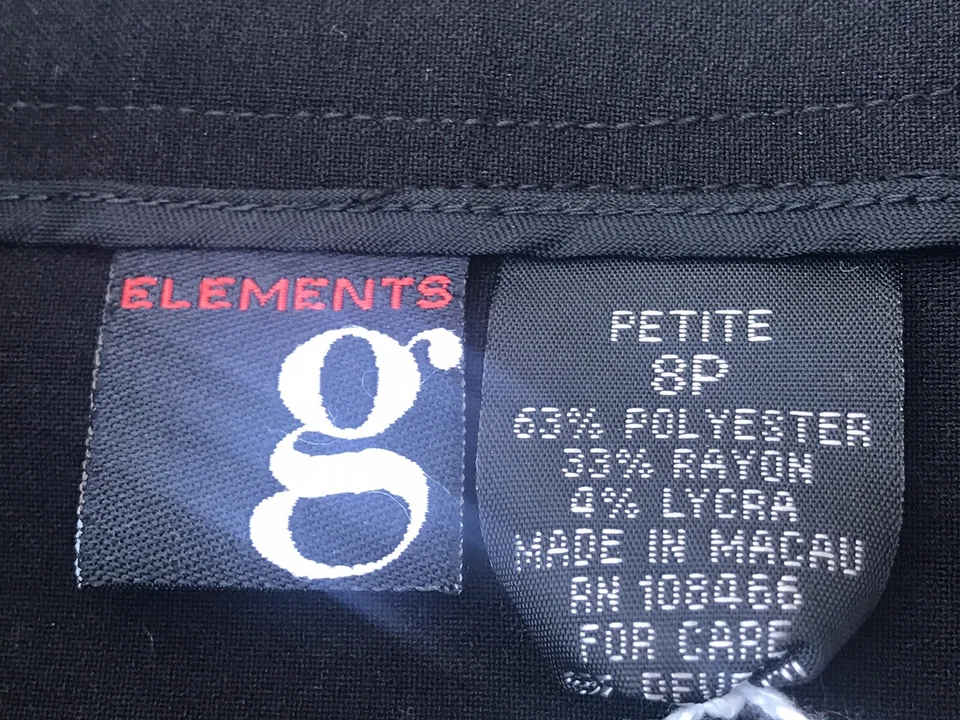 ELEMENTS
g
PETITE
8P
63% POLYESTER
33% RAYON
4% LYCRA
MADE IN MACAU
RN 108466
FOR CARE